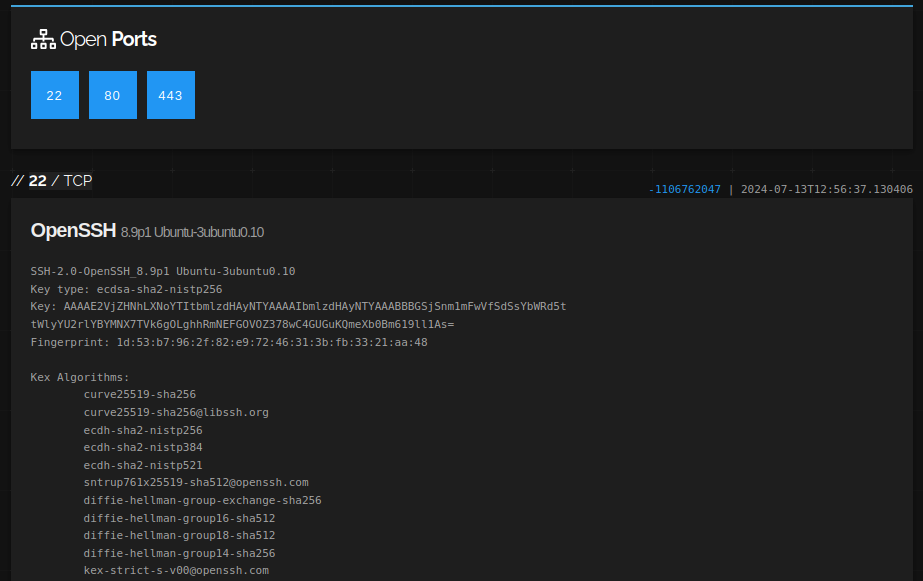 Open Ports
22 80 443
// 22 / TCP
-1106762047 | 2024-07-13T12:56:37.130406
OpenSSH 8.9p1 Ubuntu-3ubuntu0.10
SSH-2.0-OpenSSH_8.9p1 Ubuntu-3ubuntu0.10
Key type: ecdsa-sha2-nistp256
Key: AAAAE2VjZHNhLXNoYTItbmlzdHAyNTYAAAAIbmlzdHAyNTYAAABBBGSjSnm1mFwVfSdSsYbWRd5t
tWlyYU2rlYBYMNX7TVk6gOLghhRmNEFGOVOZ378wC4GUGuKQmeXb0Bm619ll1As=
Fingerprint: 1d:53:b7:96:2f:82:e9:72:46:31:3b:fb:33:21:aa:48
Kex Algorithms:
curve25519-sha256
curve25519-sha256@libssh.org
ecdh-sha2-nistp256
ecdh-sha2-nistp384
ecdh-sha2-nistp521
sntrup761x25519-sha512@openssh.com
diffie-hellman-group-exchange-sha256
diffie-hellman-group16-sha512
diffie-hellman-group18-sha512
diffie-hellman-group14-sha256
kex-strict-s-v00@openssh.com